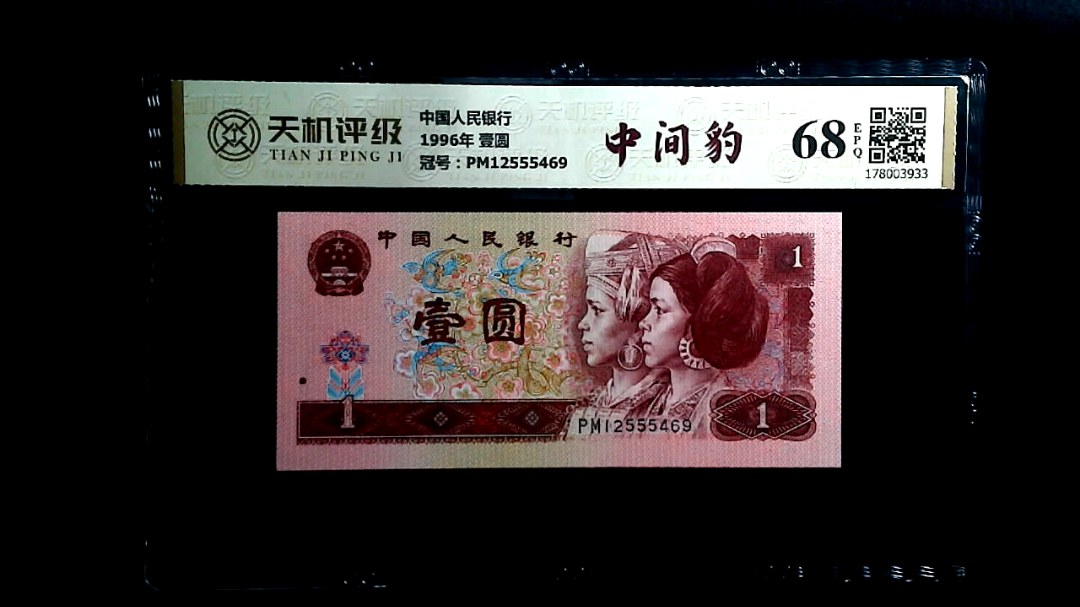 天机评级
TIAN JI PING JI
中国人民银行
1996年 壹圆
冠号：PM12555469
中间豹
68
EPQ
178003933
中国人民银行
1
壹圆
1
PM12555469
1